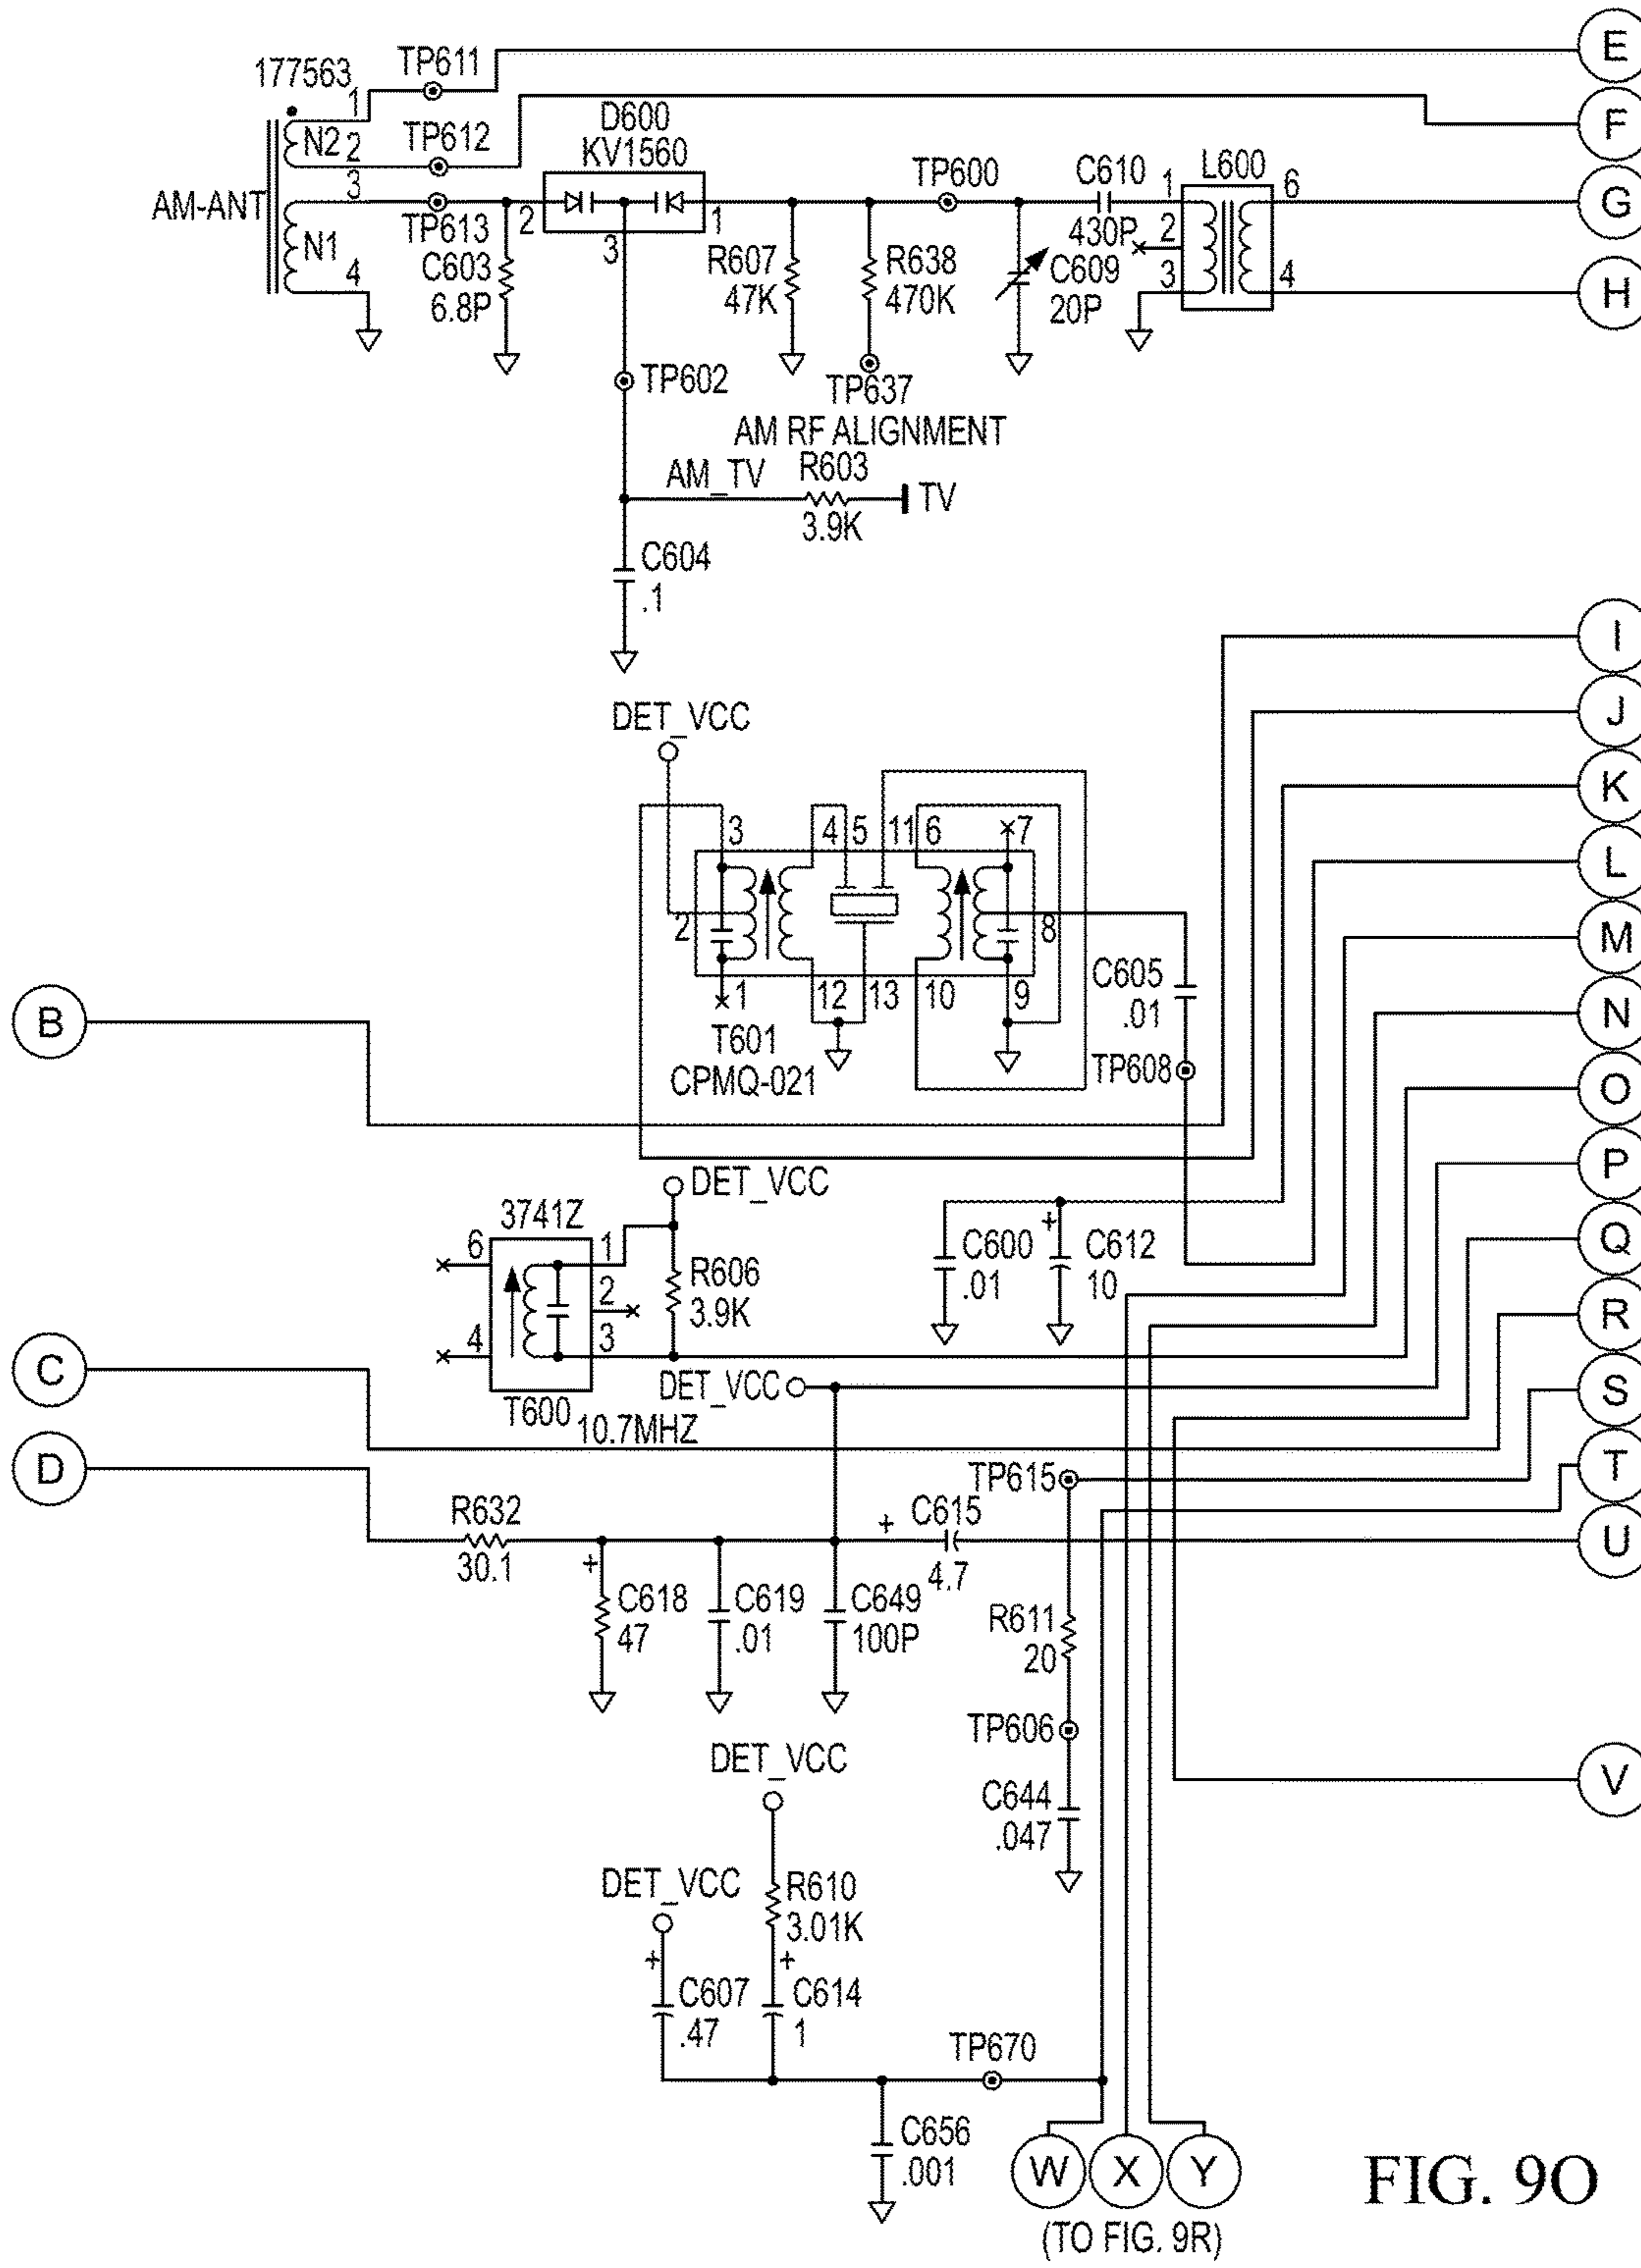 E
177563
TP611
1
F
N2
2
TP612
D600
KV1560
AM-ANT
3
TP613
2
1
3
TP600
C610
430P
L600
1
2
3
6
4
G
N1
4
C603
6.8P
R607
47K
R638
470K
C609
20P
H
TP602
TP637
AM RF ALIGNMENT
AM_TV
R603
3.9K
TV
C604
.1
I
DET_VCC
J
K
3
4
5
11
6
7
L
2
8
M
1
12
13
10
9
C605
.01
N
B
T601
CPMQ-021
TP608
O
P
DET_VCC
3741Z
6
1
2
4
3
R606
3.9K
C600
.01
+
C612
10
Q
R
C
DET_VCC
S
T600
10.7MHZ
T
D
TP615
R632
30.1
+
C615
4.7
U
+
C618
47
C619
.01
C649
100P
R611
20
TP606
DET_VCC
V
C644
.047
DET_VCC
R610
3.01K
+
C607
.47
+
C614
1
TP670
C656
.001
W
X
Y
(TO FIG. 9R)
FIG. 9O